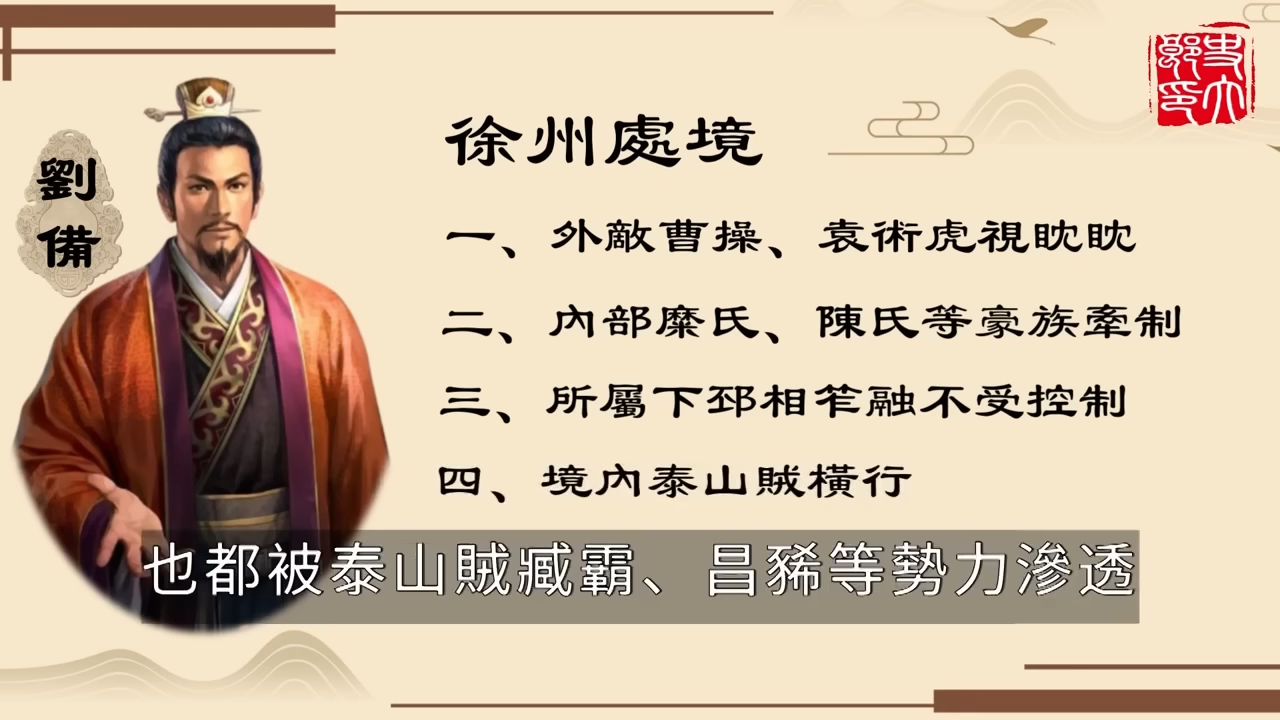 劉備
徐州處境
一、外敵曹操、袁術虎視眈眈
二、內部糜氏、陳氏等豪族牽制
三、所屬下邳相笮融不受控制
四、境內泰山賊橫行
也都被泰山賊臧霸、昌豨等勢力滲透